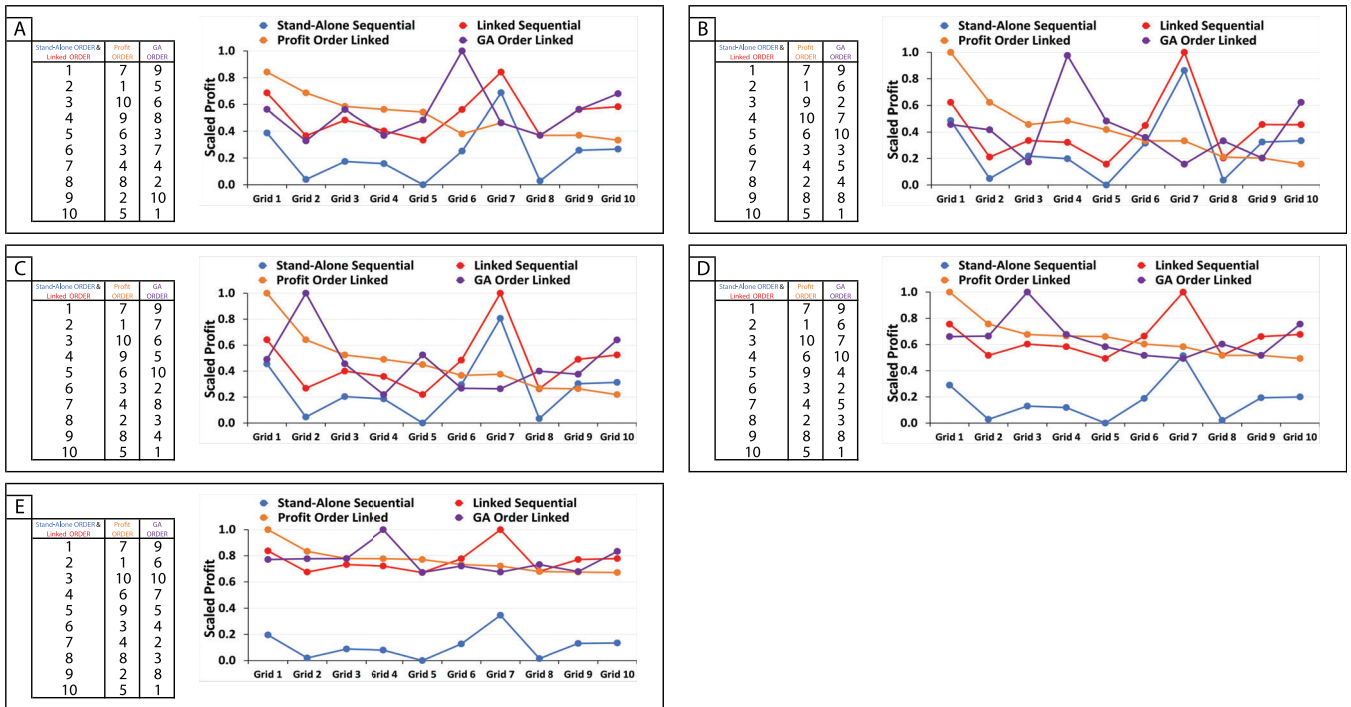 A
Stand-Alone ORDER & Profit GA
Linked ORDER ORDER ORDER
1 7 9
2 1 5
3 10 6
4 9 8
5 6 3
6 3 7
7 4 4
8 8 2
9 2 10
10 5 1
Stand-Alone Sequential Linked Sequential
Profit Order Linked GA Order Linked
Scaled Profit
1.0
0.8
0.6
0.4
0.2
0.0
Grid 1 Grid 2 Grid 3 Grid 4 Grid 5 Grid 6 Grid 7 Grid 8 Grid 9 Grid 10
B
Stand-Alone ORDER & Profit GA
Linked ORDER ORDER ORDER
1 7 9
2 1 6
3 9 2
4 10 7
5 6 10
6 3 3
7 4 5
8 2 4
9 8 8
10 5 1
Stand-Alone Sequential Linked Sequential
Profit Order Linked GA Order Linked
Scaled Profit
1.0
0.8
0.6
0.4
0.2
0.0
Grid 1 Grid 2 Grid 3 Grid 4 Grid 5 Grid 6 Grid 7 Grid 8 Grid 9 Grid 10
C
Stand-Alone ORDER & Profit GA
Linked ORDER ORDER ORDER
1 7 9
2 1 7
3 10 6
4 9 5
5 6 10
6 3 2
7 4 8
8 2 3
9 8 4
10 5 1
Stand-Alone Sequential Linked Sequential
Profit Order Linked GA Order Linked
Scaled Profit
1.0
0.8
0.6
0.4
0.2
0.0
Grid 1 Grid 2 Grid 3 Grid 4 Grid 5 Grid 6 Grid 7 Grid 8 Grid 9 Grid 10
D
Stand-Alone ORDER & Profit GA
Linked ORDER ORDER ORDER
1 7 9
2 1 6
3 10 7
4 6 10
5 9 4
6 3 2
7 4 5
8 2 3
9 8 8
10 5 1
Stand-Alone Sequential Linked Sequential
Profit Order Linked GA Order Linked
Scaled Profit
1.0
0.8
0.6
0.4
0.2
0.0
Grid 1 Grid 2 Grid 3 Grid 4 Grid 5 Grid 6 Grid 7 Grid 8 Grid 9 Grid 10
E
Stand-Alone ORDER & Profit GA
Linked ORDER ORDER ORDER
1 7 9
2 1 6
3 10 10
4 6 7
5 9 5
6 3 4
7 4 2
8 8 3
9 2 8
10 5 1
Stand-Alone Sequential Linked Sequential
Profit Order Linked GA Order Linked
Scaled Profit
1.0
0.8
0.6
0.4
0.2
0.0
Grid 1 Grid 2 Grid 3 Grid 4 Grid 5 Grid 6 Grid 7 Grid 8 Grid 9 Grid 10